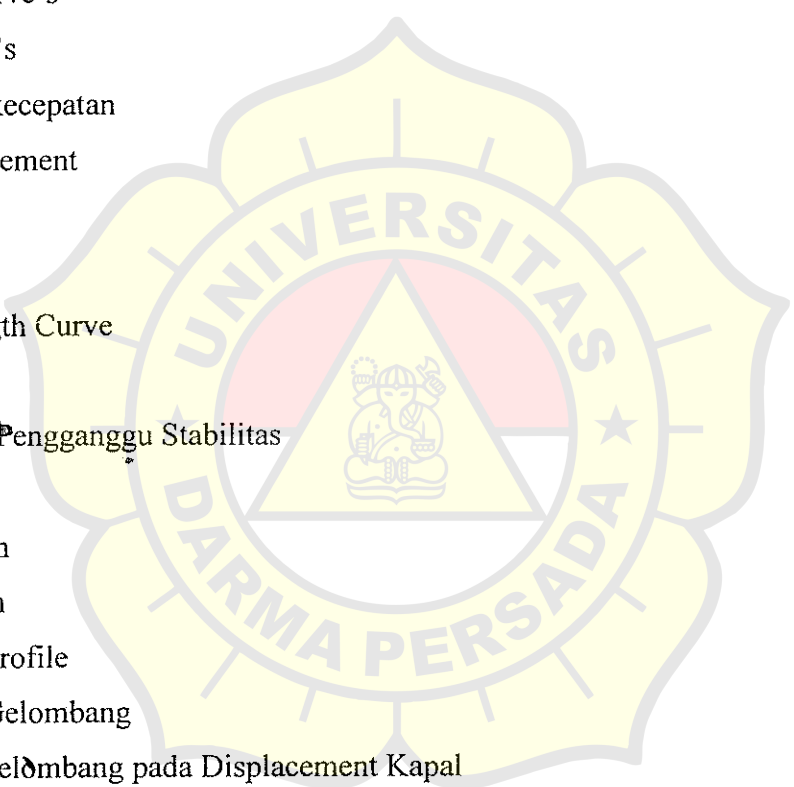 's
kecepatan
ement
th Curve
Pengganggu Stabilitas
n
n
rofile
Gelombang
elombang pada Displacement Kapal
UNIVERSITAS
DARMA PERSADA